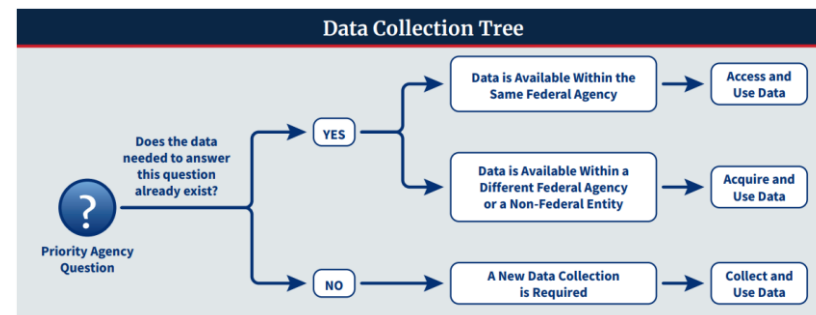 Data Collection Tree
Does the data
needed to answer
this question
already exist?
?
Priority Agency
Question
YES
Data is Available Within the
Same Federal Agency
Access and
Use Data
Data is Available Within a
Different Federal Agency
or a Non-Federal Entity
Acquire and
Use Data
NO
A New Data Collection
is Required
Collect and
Use Data